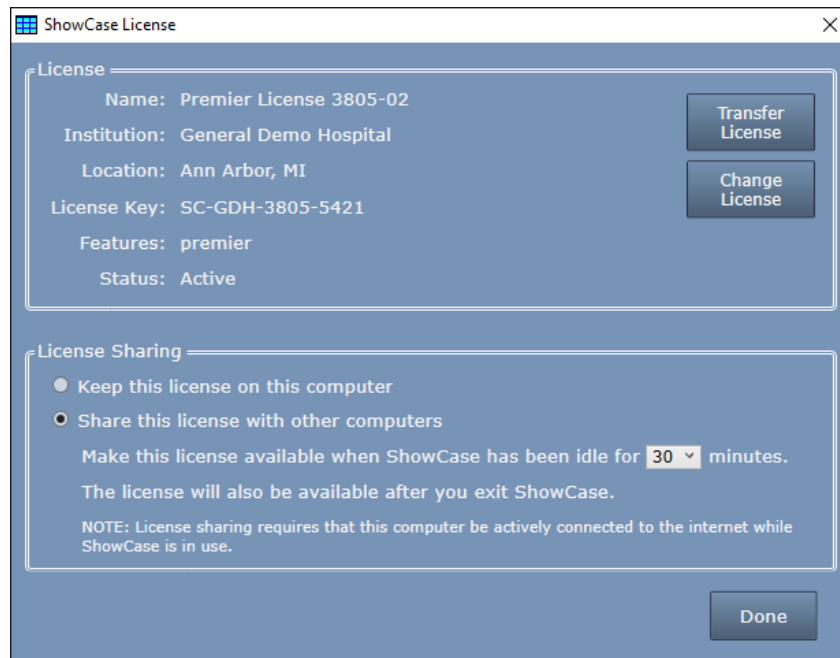 ShowCase License
License
Name: Premier License 3805-02
Institution: General Demo Hospital
Location: Ann Arbor, MI
License Key: SC-GDH-3805-5421
Features: premier
Status: Active
Transfer
License
Change
License
License Sharing
Keep this license on this computer
Share this license with other computers
Make this license available when ShowCase has been idle for 30 minutes.
The license will also be available after you exit ShowCase.
NOTE: License sharing requires that this computer be actively connected to the internet while
ShowCase is in use.
Done